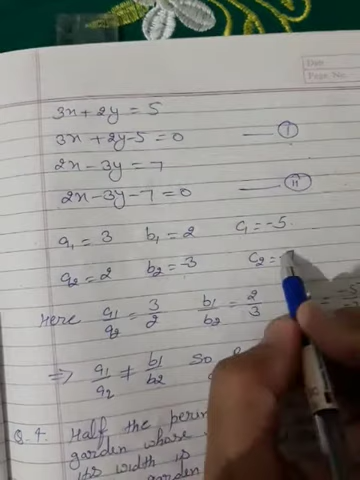 Date
Page No.
3x + 2y = 5
3x + 2y - 5 = 0 — I
2x - 3y = 7
2x - 3y - 7 = 0 — II
a₁ = 3 b₁ = 2 c₁ = -5
a₂ = 2 b₂ = -3 c₂ = -
Here a₁/a₂ = 3/2 b₁/b₂ = 2/3 =
⇒ a₁/a₂ ≠ b₁/b₂ So
Q.4. Half the
garden whose
its width is
garden